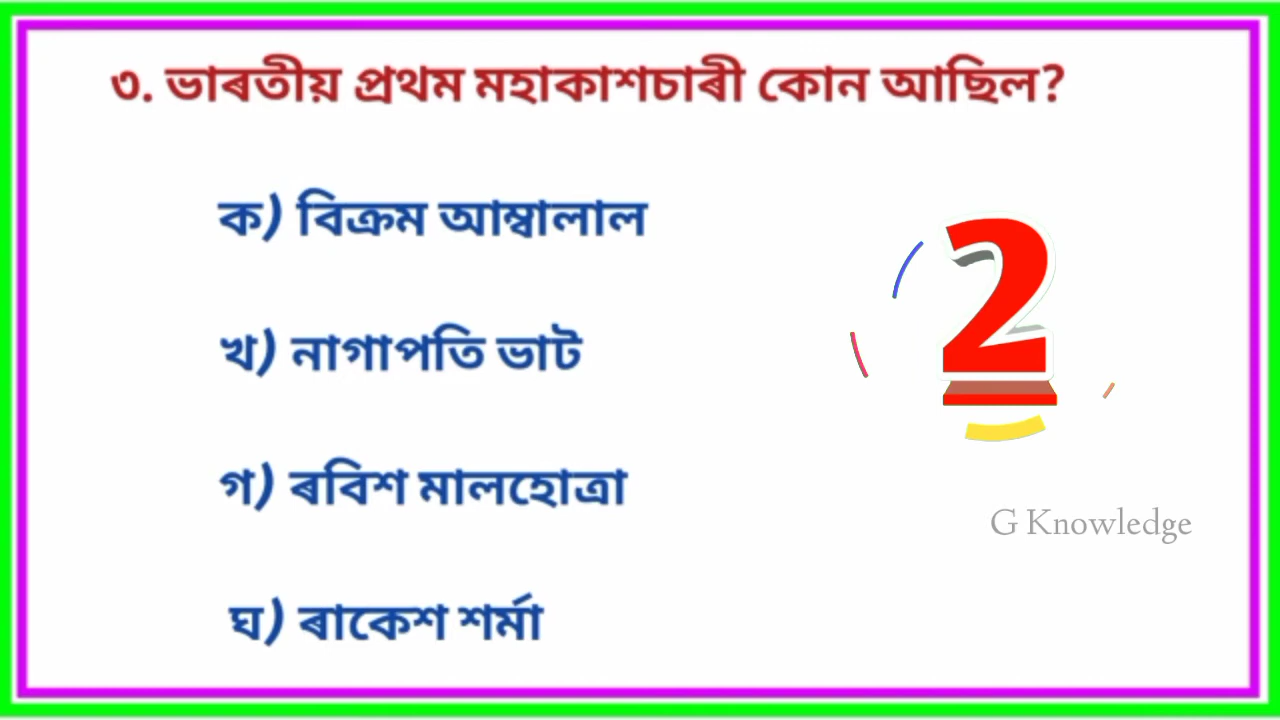 ৩. ভাৰতীয় প্ৰথম মহাকাশচাৰী কোন আছিল?
ক) বিক্ৰম আম্বালাল
খ) নাগাপতি ভাট
গ) ৰবিশ মালহোত্ৰা
ঘ) ৰাকেশ শৰ্মা
2
G Knowledge